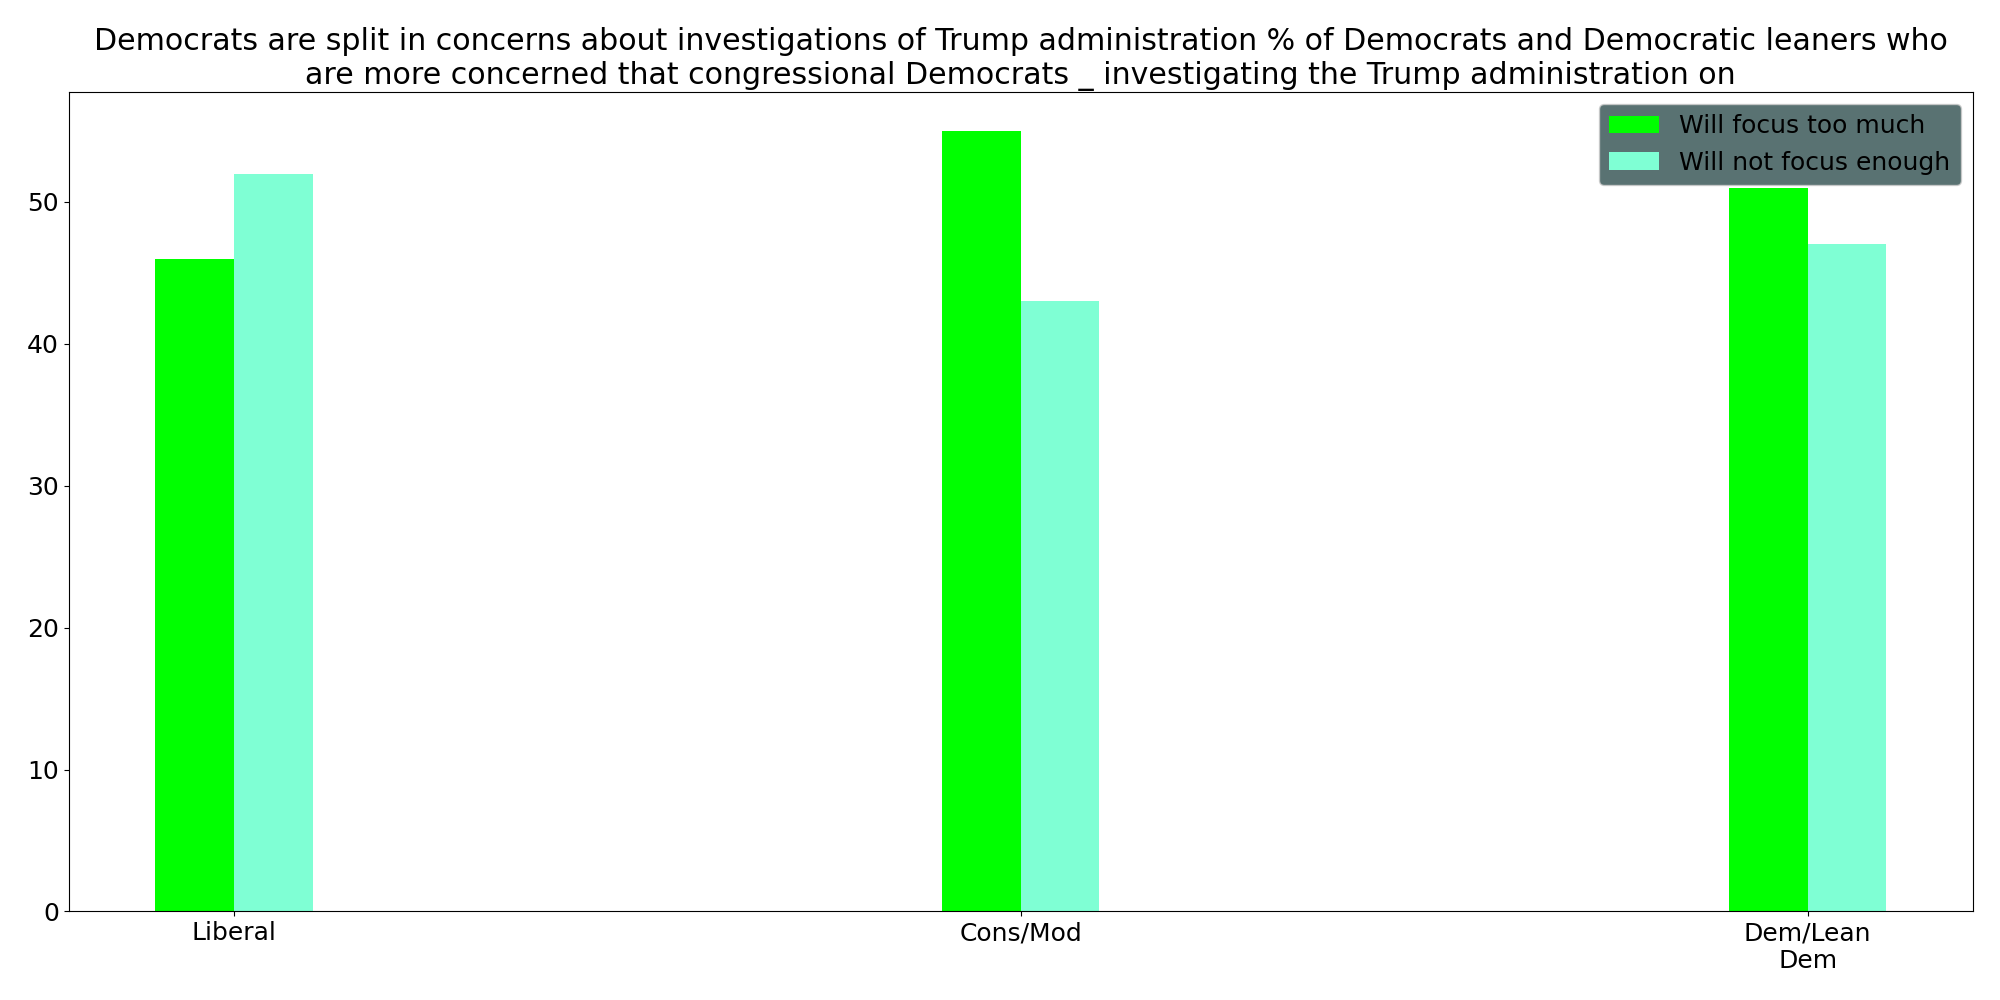 Democrats are split in concerns about investigations of Trump administration % of Democrats and Democratic leaners who
are more concerned that congressional Democrats _ investigating the Trump administration on
Will focus too much
Will not focus enough
50
40
30
20
10
0
Liberal
Cons/Mod
Dem/Lean
Dem